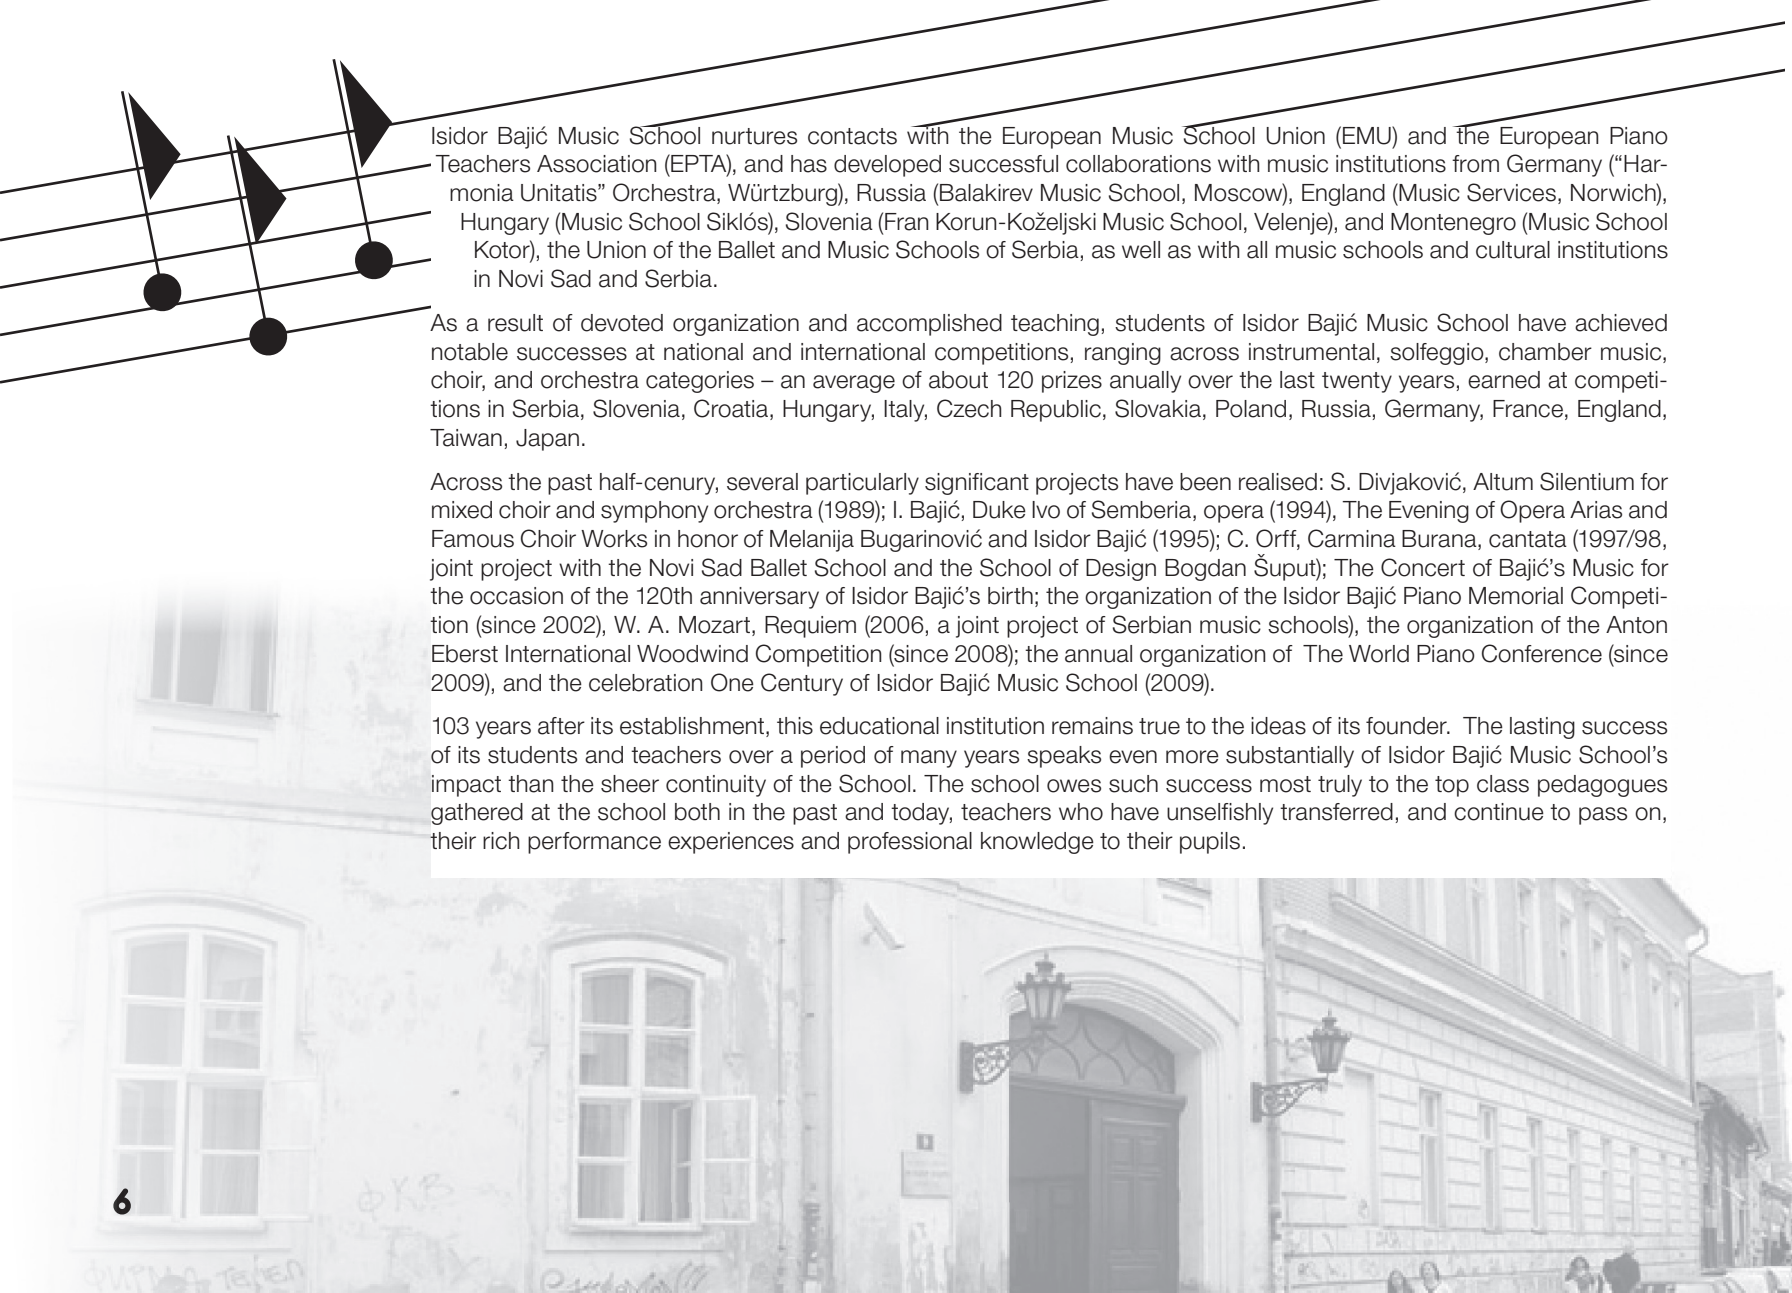 Isidor Bajić Music School nurtures contacts with the European Music School Union (EMU) and the European Piano
Teachers Association (EPTA), and has developed successful collaborations with music institutions from Germany (“Har-
monia Unitatis” Orchestra, Würtzburg), Russia (Balakirev Music School, Moscow), England (Music Services, Norwich),
Hungary (Music School Siklós), Slovenia (Fran Korun-Koželjski Music School, Velenje), and Montenegro (Music School
Kotor), the Union of the Ballet and Music Schools of Serbia, as well as with all music schools and cultural institutions
in Novi Sad and Serbia.
As a result of devoted organization and accomplished teaching, students of Isidor Bajić Music School have achieved
notable successes at national and international competitions, ranging across instrumental, solfeggio, chamber music,
choir, and orchestra categories – an average of about 120 prizes anually over the last twenty years, earned at competi-
tions in Serbia, Slovenia, Croatia, Hungary, Italy, Czech Republic, Slovakia, Poland, Russia, Germany, France, England,
Taiwan, Japan.
Across the past half-cenury, several particularly significant projects have been realised: S. Divjaković, Altum Silentium for
mixed choir and symphony orchestra (1989); I. Bajić, Duke Ivo of Semberia, opera (1994), The Evening of Opera Arias and
Famous Choir Works in honor of Melanija Bugarinović and Isidor Bajić (1995); C. Orff, Carmina Burana, cantata (1997/98,
joint project with the Novi Sad Ballet School and the School of Design Bogdan Šuput); The Concert of Bajić’s Music for
the occasion of the 120th anniversary of Isidor Bajić’s birth; the organization of the Isidor Bajić Piano Memorial Competi-
tion (since 2002), W. A. Mozart, Requiem (2006, a joint project of Serbian music schools), the organization of the Anton
Eberst International Woodwind Competition (since 2008); the annual organization of The World Piano Conference (since
2009), and the celebration One Century of Isidor Bajić Music School (2009).
103 years after its establishment, this educational institution remains true to the ideas of its founder. The lasting success
of its students and teachers over a period of many years speaks even more substantially of Isidor Bajić Music School’s
impact than the sheer continuity of the School. The school owes such success most truly to the top class pedagogues
gathered at the school both in the past and today, teachers who have unselfishly transferred, and continue to pass on,
their rich performance experiences and professional knowledge to their pupils.
6